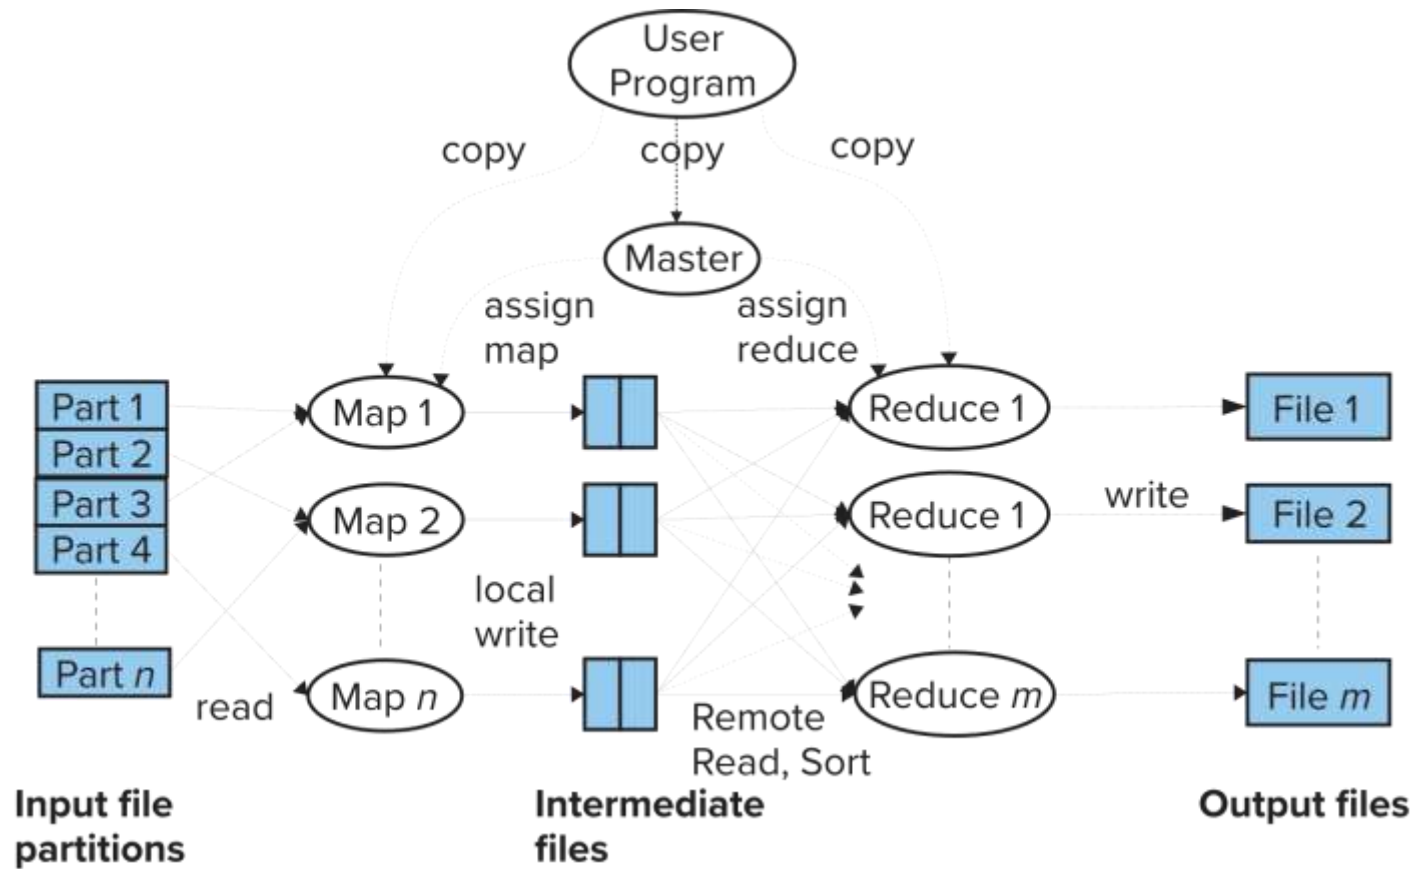 User
Program
copy
copy
copy
Master
assign
map
assign
reduce
Part 1
Part 2
Part 3
Part 4
Part n
read
Map 1
Map 2
Map n
local
write
Remote
Read, Sort
Reduce 1
Reduce 1
Reduce m
write
File 1
File 2
File m
Input file
partitions
Intermediate
files
Output files